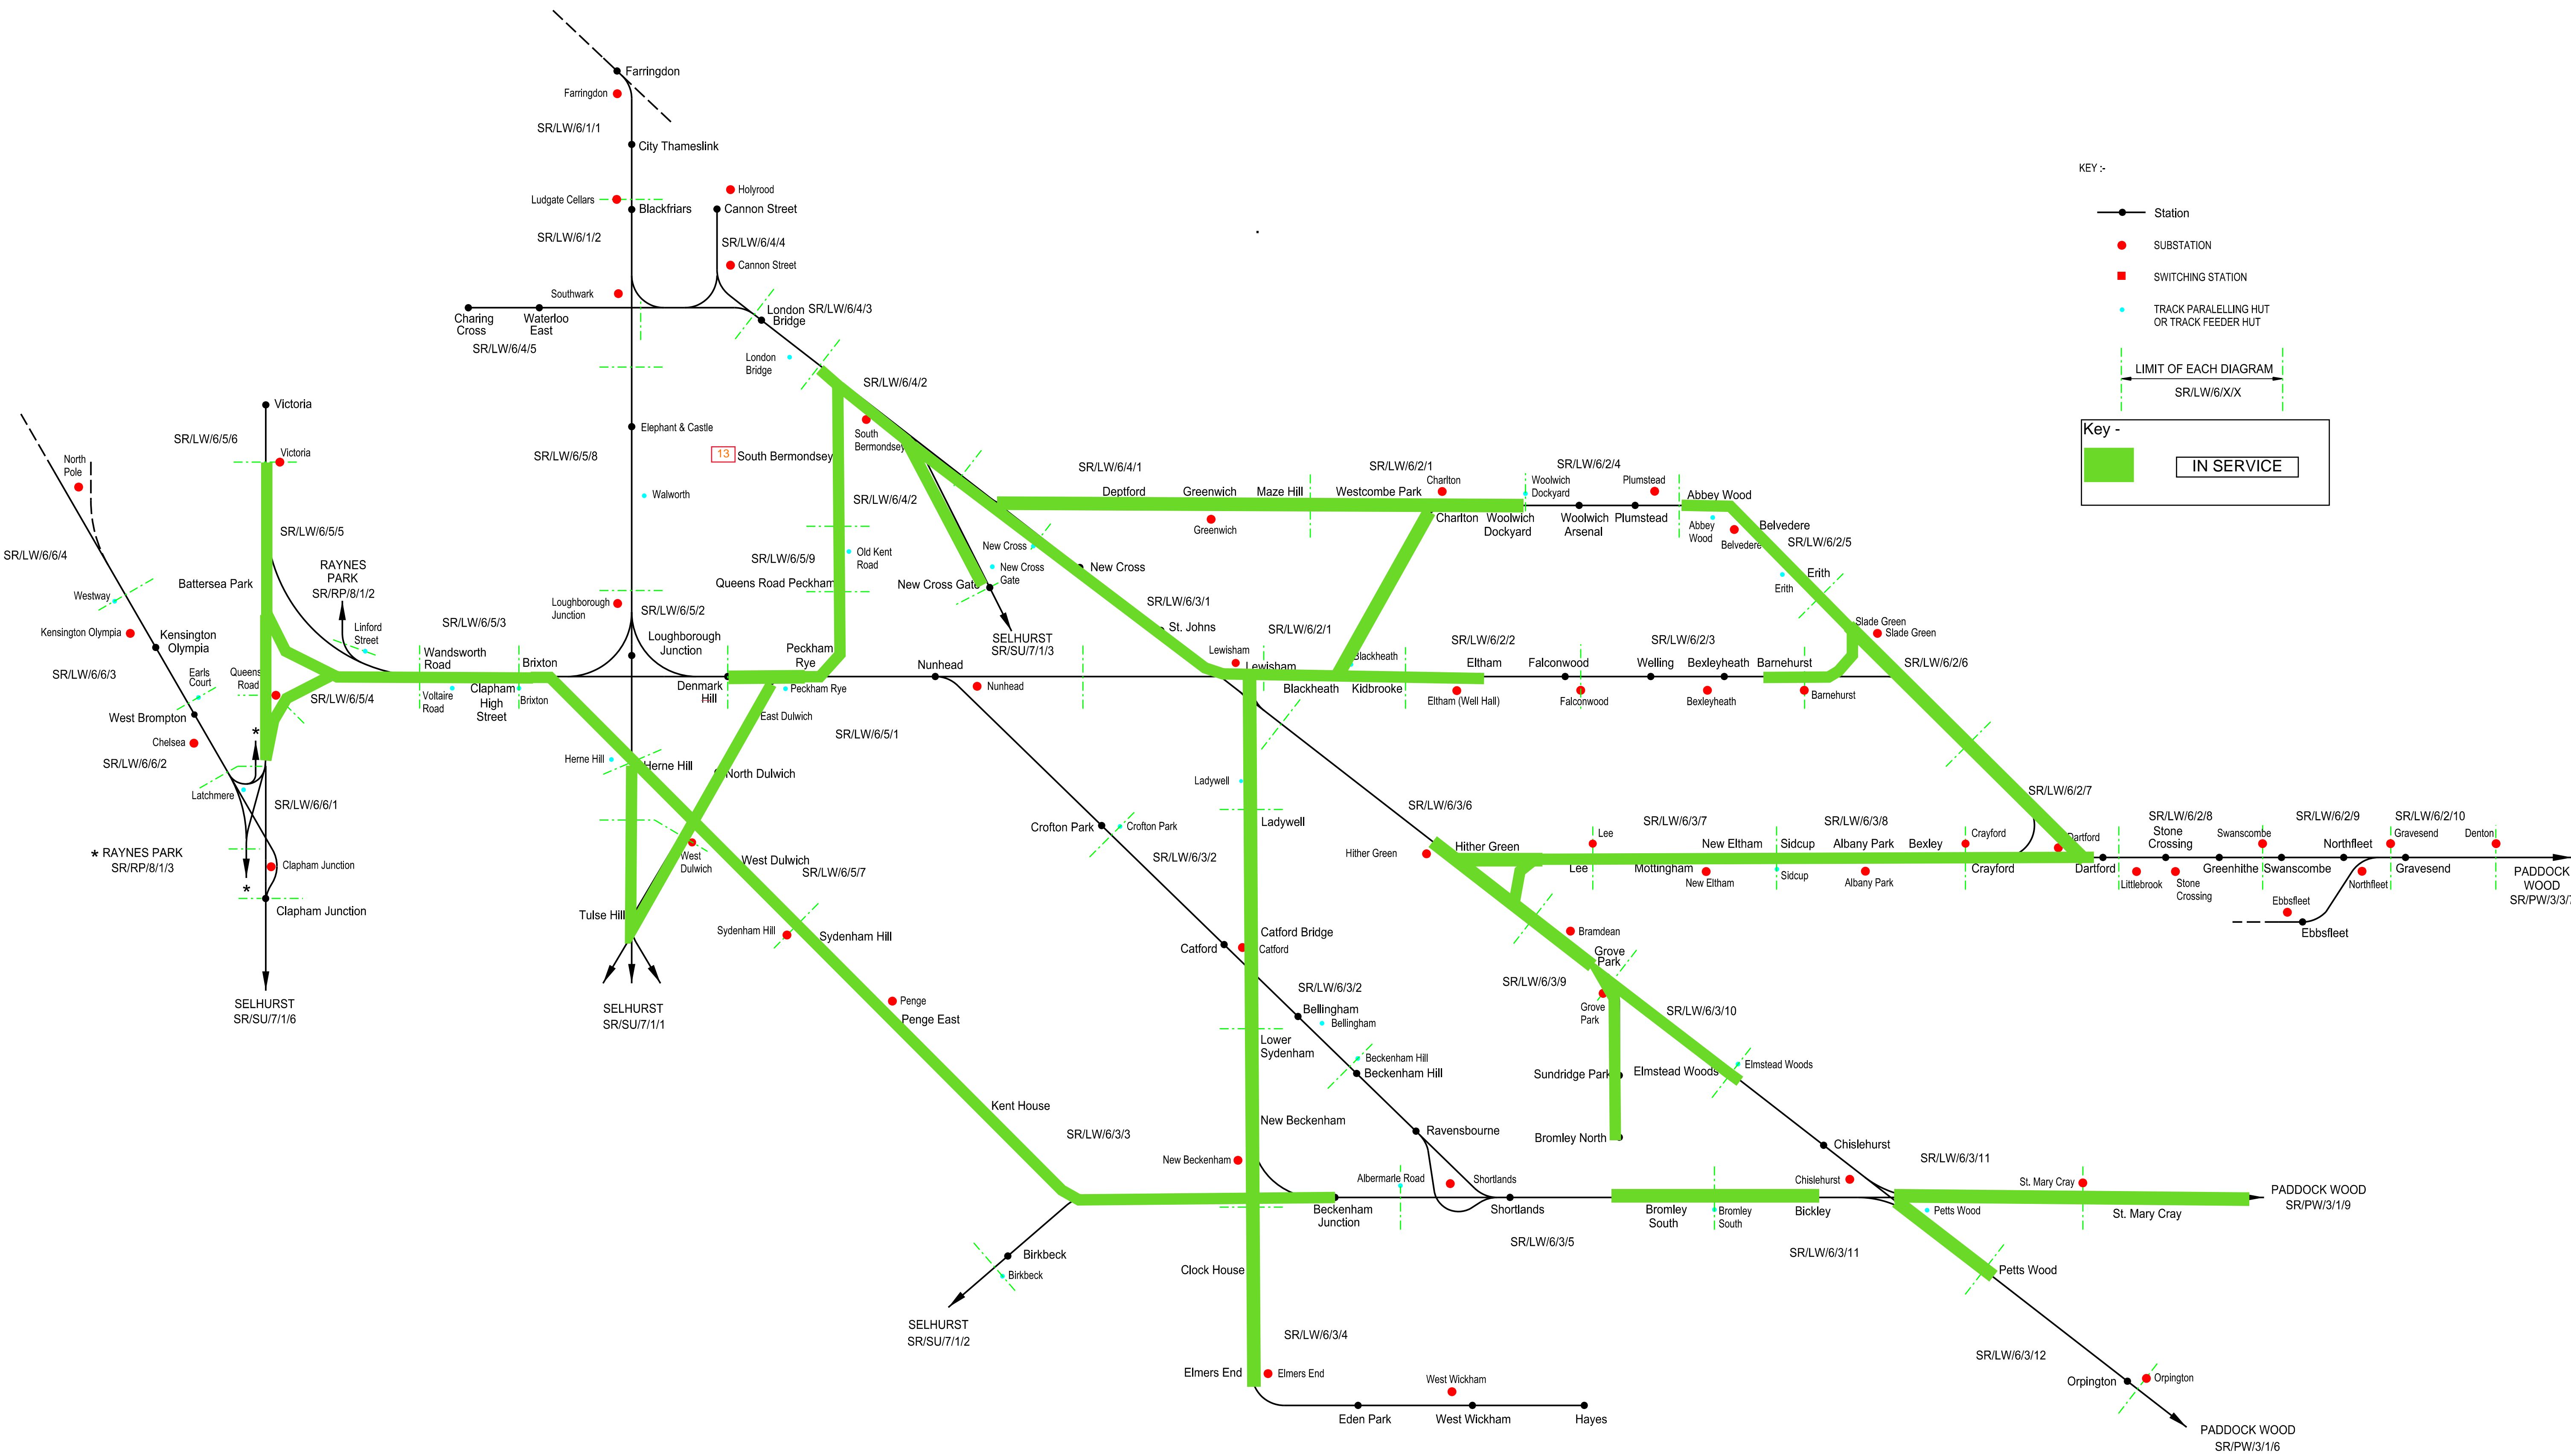 Farringdon
Farringdon
SR/LW/6/1/1
City Thameslink
KEY :-
Holyrood
Ludgate Cellars
Blackfriars
Cannon Street
Station
SR/LW/6/1/2
SR/LW/6/4/4
SUBSTATION
Cannon Street
SWITCHING STATION
Southwark
TRACK PARALELLING HUT
OR TRACK FEEDER HUT
Charing
Cross
Waterloo
East
London
Bridge
SR/LW/6/4/3
SR/LW/6/4/5
London
Bridge
LIMIT OF EACH DIAGRAM
SR/LW/6/X/X
SR/LW/6/4/2
Victoria
SR/LW/6/5/6
Victoria
North
Pole
Elephant & Castle
SR/LW/6/5/8
13
South Bermondsey
South
Bermondsey
Key -
IN SERVICE
Walworth
SR/LW/6/4/2
SR/LW/6/4/1
SR/LW/6/2/1
SR/LW/6/2/4
Deptford
Greenwich
Maze Hill
Westcombe Park
Charlton
Woolwich
Dockyard
Plumstead
Abbey Wood
Greenwich
Charlton
Woolwich
Dockyard
Woolwich
Arsenal
Plumstead
Abbey
Wood
Belvedere
Belvedere
SR/LW/6/2/5
SR/LW/6/5/5
SR/LW/6/6/4
RAYNES
PARK
SR/RP/8/1/2
Battersea Park
Westway
SR/LW/6/5/9
Old Kent
Road
Queens Road Peckham
New Cross
New Cross
Gate
New Cross Gate
New Cross
Erith
Erith
Loughborough
Junction
SR/LW/6/5/2
Loughborough
Junction
SR/LW/6/3/1
St. Johns
SELHURST
SR/SU/7/1/3
SR/LW/6/2/1
SR/LW/6/2/2
SR/LW/6/2/3
Slade Green
Slade Green
Kensington Olympia
Kensington
Olympia
Linford
Street
SR/LW/6/5/3
Wandsworth
Road
Brixton
Peckham
Rye
Nunhead
Lewisham
Lewisham
Blackheath
Eltham
Falconwood
Welling
Bexleyheath
Barnehurst
SR/LW/6/2/6
SR/LW/6/6/3
Earls
Court
Queens
Road
SR/LW/6/5/4
Voltaire
Road
Clapham
High
Street
Brixton
Denmark
Hill
Peckham Rye
Nunhead
Blackheath
Kidbrooke
Eltham (Well Hall)
Falconwood
Bexleyheath
Barnehurst
West Brompton
Chelsea
*
East Dulwich
SR/LW/6/5/1
SR/LW/6/6/2
Herne Hill
Herne Hill
North Dulwich
Ladywell
Latchmere
SR/LW/6/6/1
SR/LW/6/2/7
SR/LW/6/3/6
Ladywell
Crofton Park
Crofton Park
SR/LW/6/3/7
SR/LW/6/3/8
SR/LW/6/2/8
SR/LW/6/2/9
SR/LW/6/2/10
Lee
Crayford
Dartford
Stone
Crossing
Swanscombe
Northfleet
Gravesend
Denton
* RAYNES PARK
SR/RP/8/1/3
Clapham Junction
*
Clapham Junction
West
Dulwich
West Dulwich
SR/LW/6/5/7
SR/LW/6/3/2
Hither Green
Hither Green
Lee
Mottingham
New Eltham
New Eltham
Sidcup
Sidcup
Albany Park
Albany Park
Bexley
Crayford
Dartford
Littlebrook
Stone
Crossing
Greenhithe
Swanscombe
Northfleet
Gravesend
PADDOCK
WOOD
SR/PW/3/3/7
Ebbsfleet
Ebbsfleet
Tulse Hill
Sydenham Hill
Sydenham Hill
Catford
Catford Bridge
Catford
Bramdean
Grove
Park
SELHURST
SR/SU/7/1/6
SELHURST
SR/SU/7/1/1
Penge
Penge East
SR/LW/6/3/2
Bellingham
Bellingham
SR/LW/6/3/9
Grove
Park
SR/LW/6/3/10
Lower
Sydenham
Beckenham Hill
Beckenham Hill
Sundridge Park
Elmstead Woods
Elmstead Woods
Kent House
SR/LW/6/3/3
New Beckenham
Ravensbourne
Bromley North
Chislehurst
New Beckenham
Albermarle Road
Shortlands
Chislehurst
SR/LW/6/3/11
St. Mary Cray
PADDOCK WOOD
SR/PW/3/1/9
Beckenham
Junction
Shortlands
Bromley
South
Bromley
South
Bickley
Petts Wood
St. Mary Cray
Birkbeck
Birkbeck
SR/LW/6/3/5
SR/LW/6/3/11
Clock House
Petts Wood
SELHURST
SR/SU/7/1/2
SR/LW/6/3/4
SR/LW/6/3/12
Elmers End
Elmers End
West Wickham
Orpington
Orpington
Eden Park
West Wickham
Hayes
PADDOCK WOOD
SR/PW/3/1/6